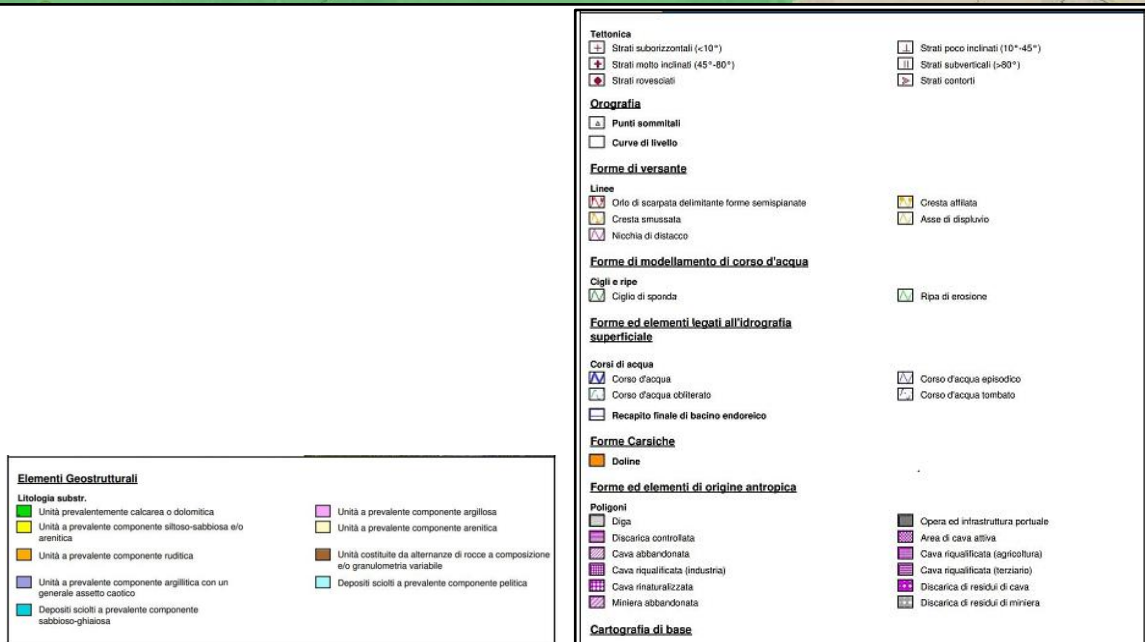 Tettonica
Strati suborizzontali (<10°)
Strati poco inclinati (10°-45°)
Strati molto inclinati (45°-80°)
Strati subverticali (>80°)
Strati rovesciati
Strati contorti
Orografia
Punti sommitali
Curve di livello
Forme di versante
Linee
Orlo di scarpata delimitante forme semispianate
Cresta affilata
Cresta smussata
Asse di displuvio
Nicchia di distacco
Forme di modellamento di corso d'acqua
Cigli e ripe
Ciglio di sponda
Ripa di erosione
Forme ed elementi legati all'idrografia
superficiale
Corsi di acqua
Corso d'acqua
Corso d'acqua episodico
Corso d'acqua obliterato
Corso d'acqua tombato
Recapito finale di bacino endoreico
Forme Carsiche
Doline
Forme ed elementi di origine antropica
Poligoni
Diga
Opera ed infrastruttura portuale
Discarica controllata
Area di cava attiva
Cava abbandonata
Cava riqualificata (agricoltura)
Cava riqualificata (industria)
Cava riqualificata (terziario)
Cava rinaturalizzata
Discarica di residui di cava
Miniera abbandonata
Discarica di residui di miniera
Cartografia di base
Elementi Geostrutturali
Litologia substr.
Unità prevalentemente calcarea o dolomitica
Unità a prevalente componente argillosa
Unità a prevalente componente siltoso-sabbiosa e/o
arenitica
Unità a prevalente componente arenitica
Unità a prevalente componente ruditica
Unità costituite da alternanze di rocce a composizione
e/o granulometria variabile
Unità a prevalente componente argillitica con un
generale assetto caotico
Depositi sciolti a prevalente componente pelitica
Depositi sciolti a prevalente componente
sabbioso-ghiaiosa